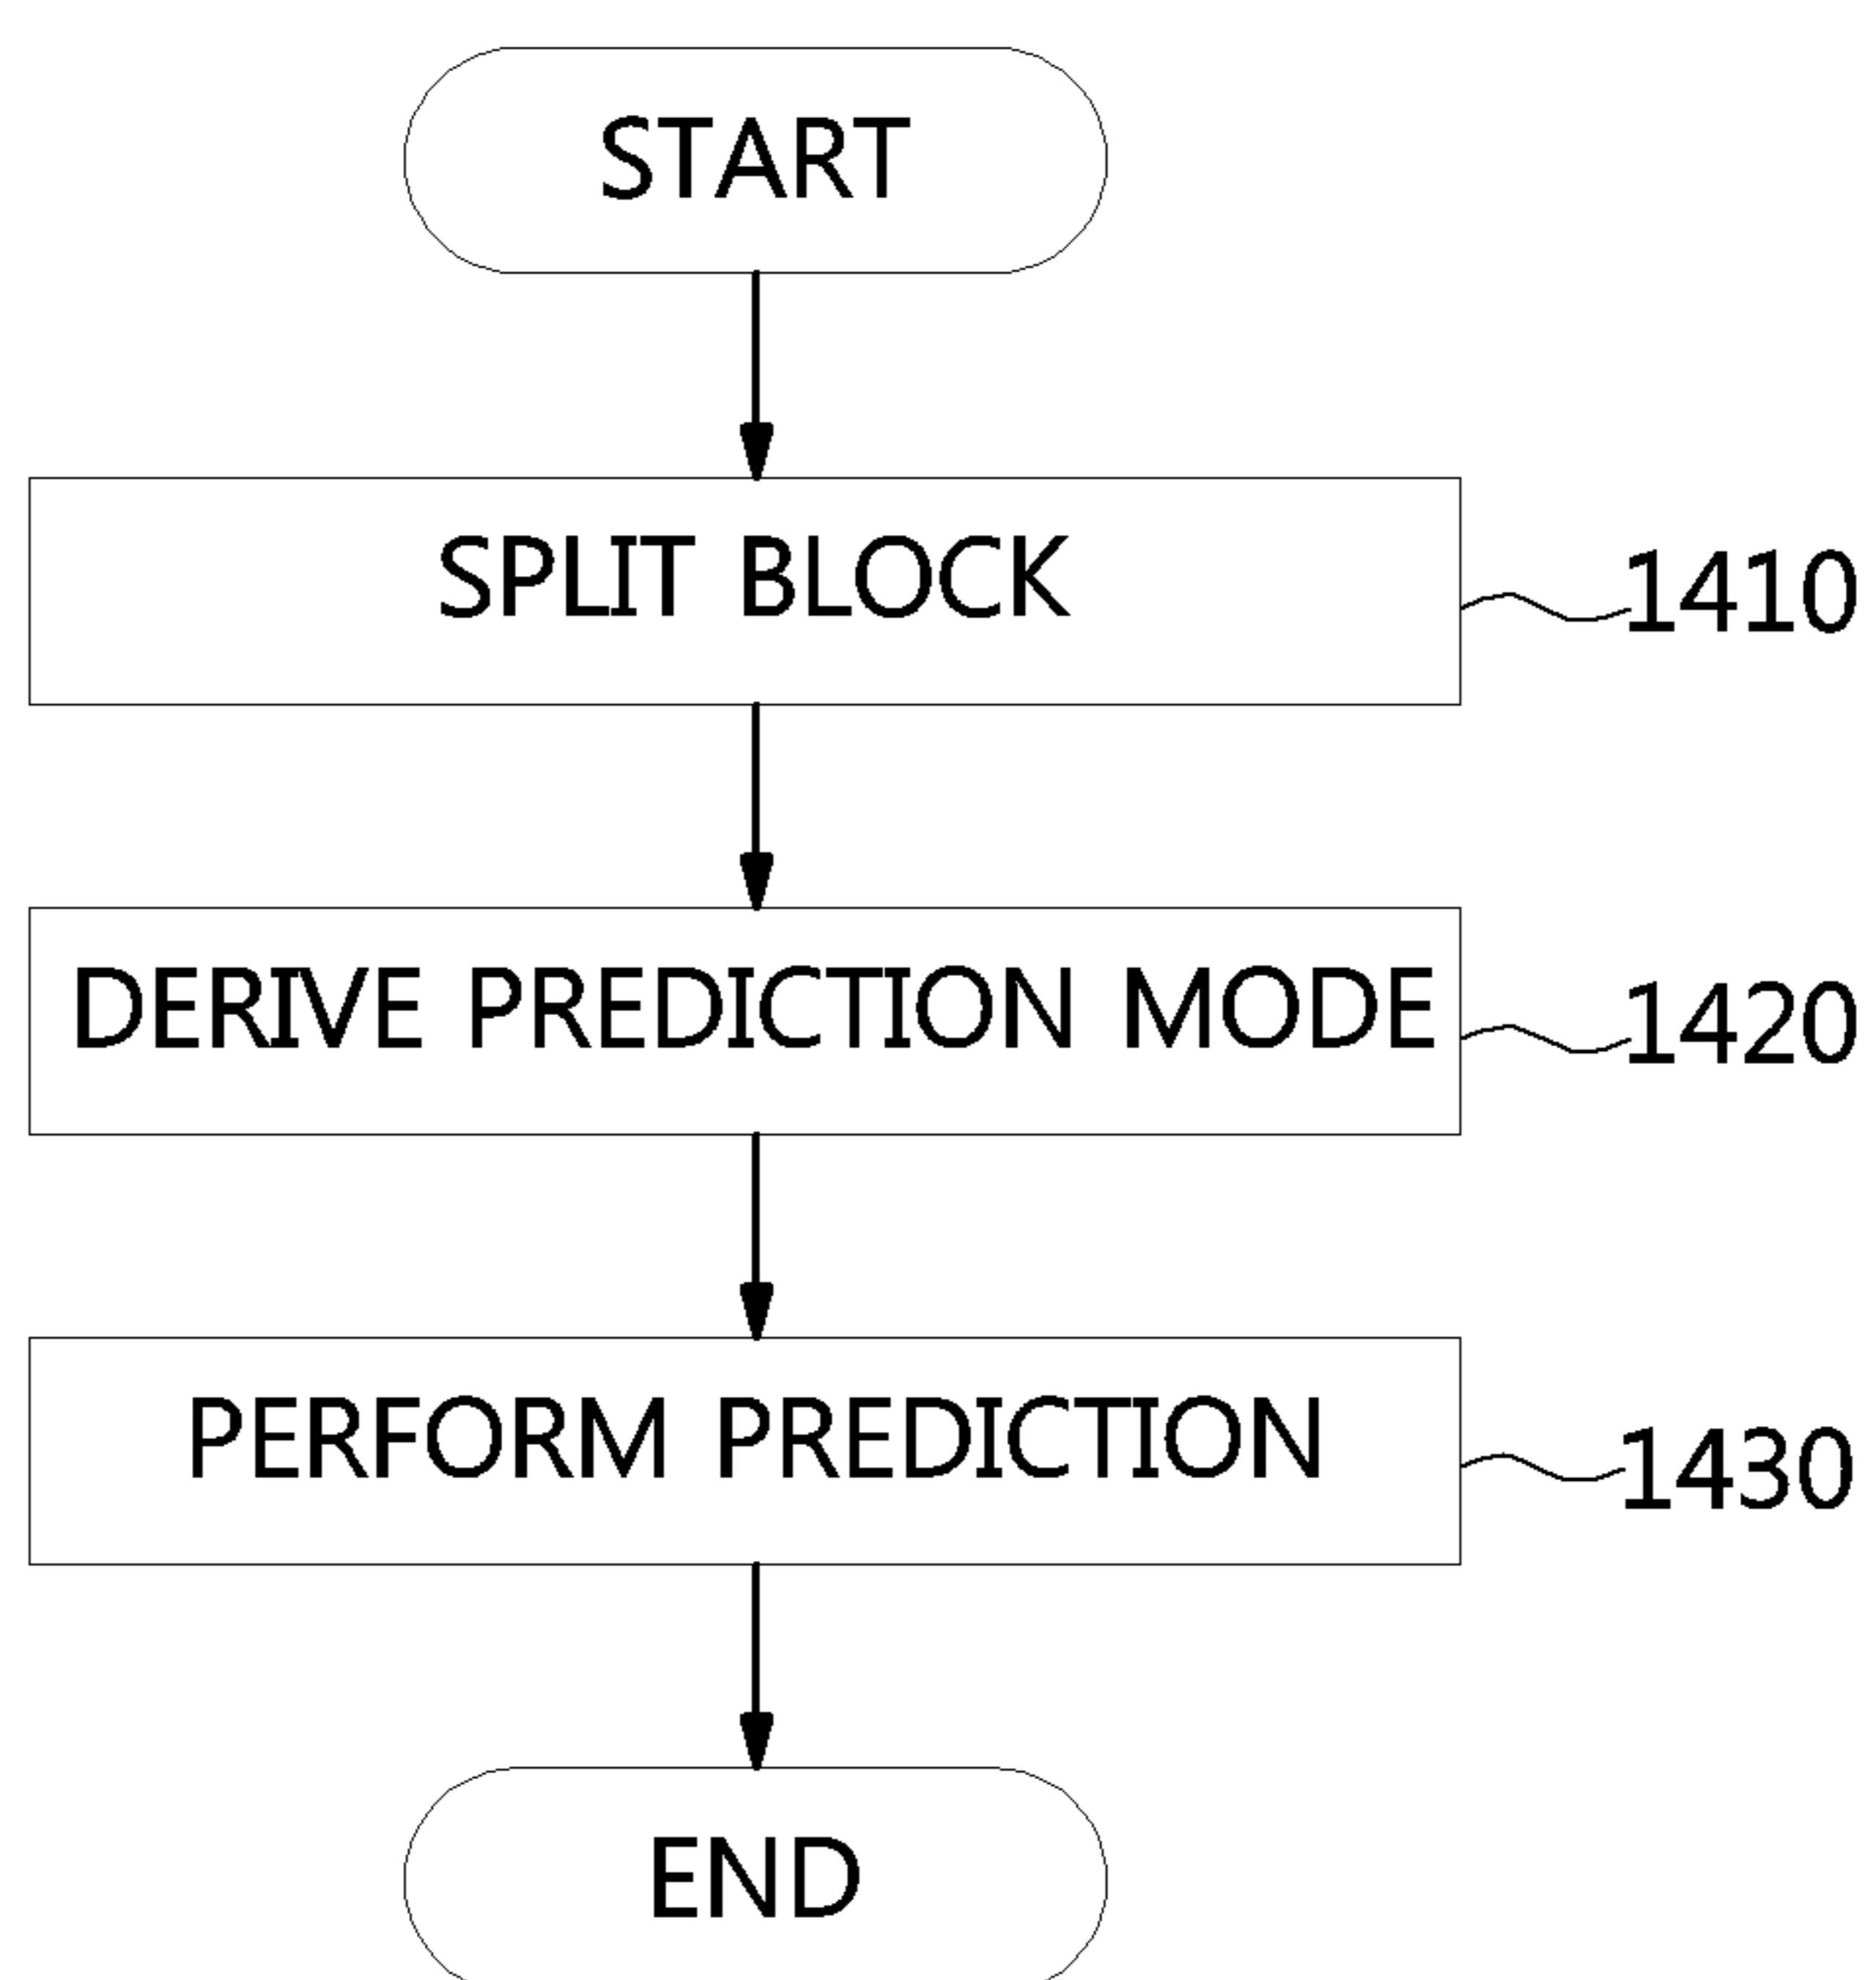 START
SPLIT BLOCK
1410
DERIVE PREDICTION MODE
1420
PERFORM PREDICTION
1430
END